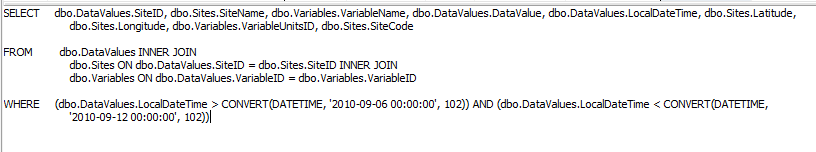 SELECT dbo.DataValues.SiteID, dbo.Sites.SiteName, dbo.Variables.VariableName, dbo.DataValues.DataValue, dbo.DataValues.LocalDateTime, dbo.Sites.Latitude,
dbo.Sites.Longitude, dbo.Variables.VariableUnitsID, dbo.Sites.SiteCode
FROM dbo.DataValues INNER JOIN
dbo.Sites ON dbo.DataValues.SiteID = dbo.Sites.SiteID INNER JOIN
dbo.Variables ON dbo.DataValues.VariableID = dbo.Variables.VariableID
WHERE (dbo.DataValues.LocalDateTime > CONVERT(DATETIME, '2010-09-06 00:00:00', 102)) AND (dbo.DataValues.LocalDateTime < CONVERT(DATETIME,
'2010-09-12 00:00:00', 102))